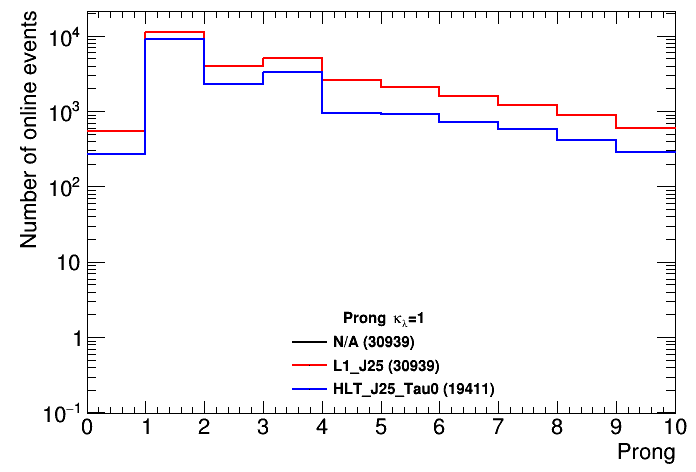 Number of online events
10⁴
10³
10²
10
1
10⁻¹
Prong κλ=1
N/A (30939)
L1_J25 (30939)
HLT_J25_Tau0 (19411)
0 1 2 3 4 5 6 7 8 9 10
Prong